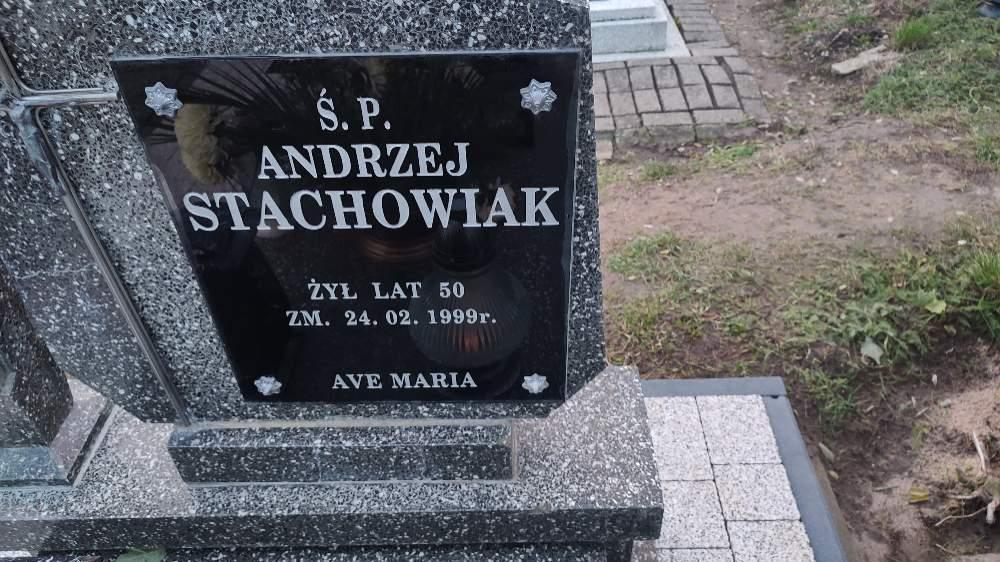 Ś. P.
ANDRZEJ
STACHOWIAK
ŻYŁ LAT 50
ZM. 24. 02. 1999r.
AVE MARIA